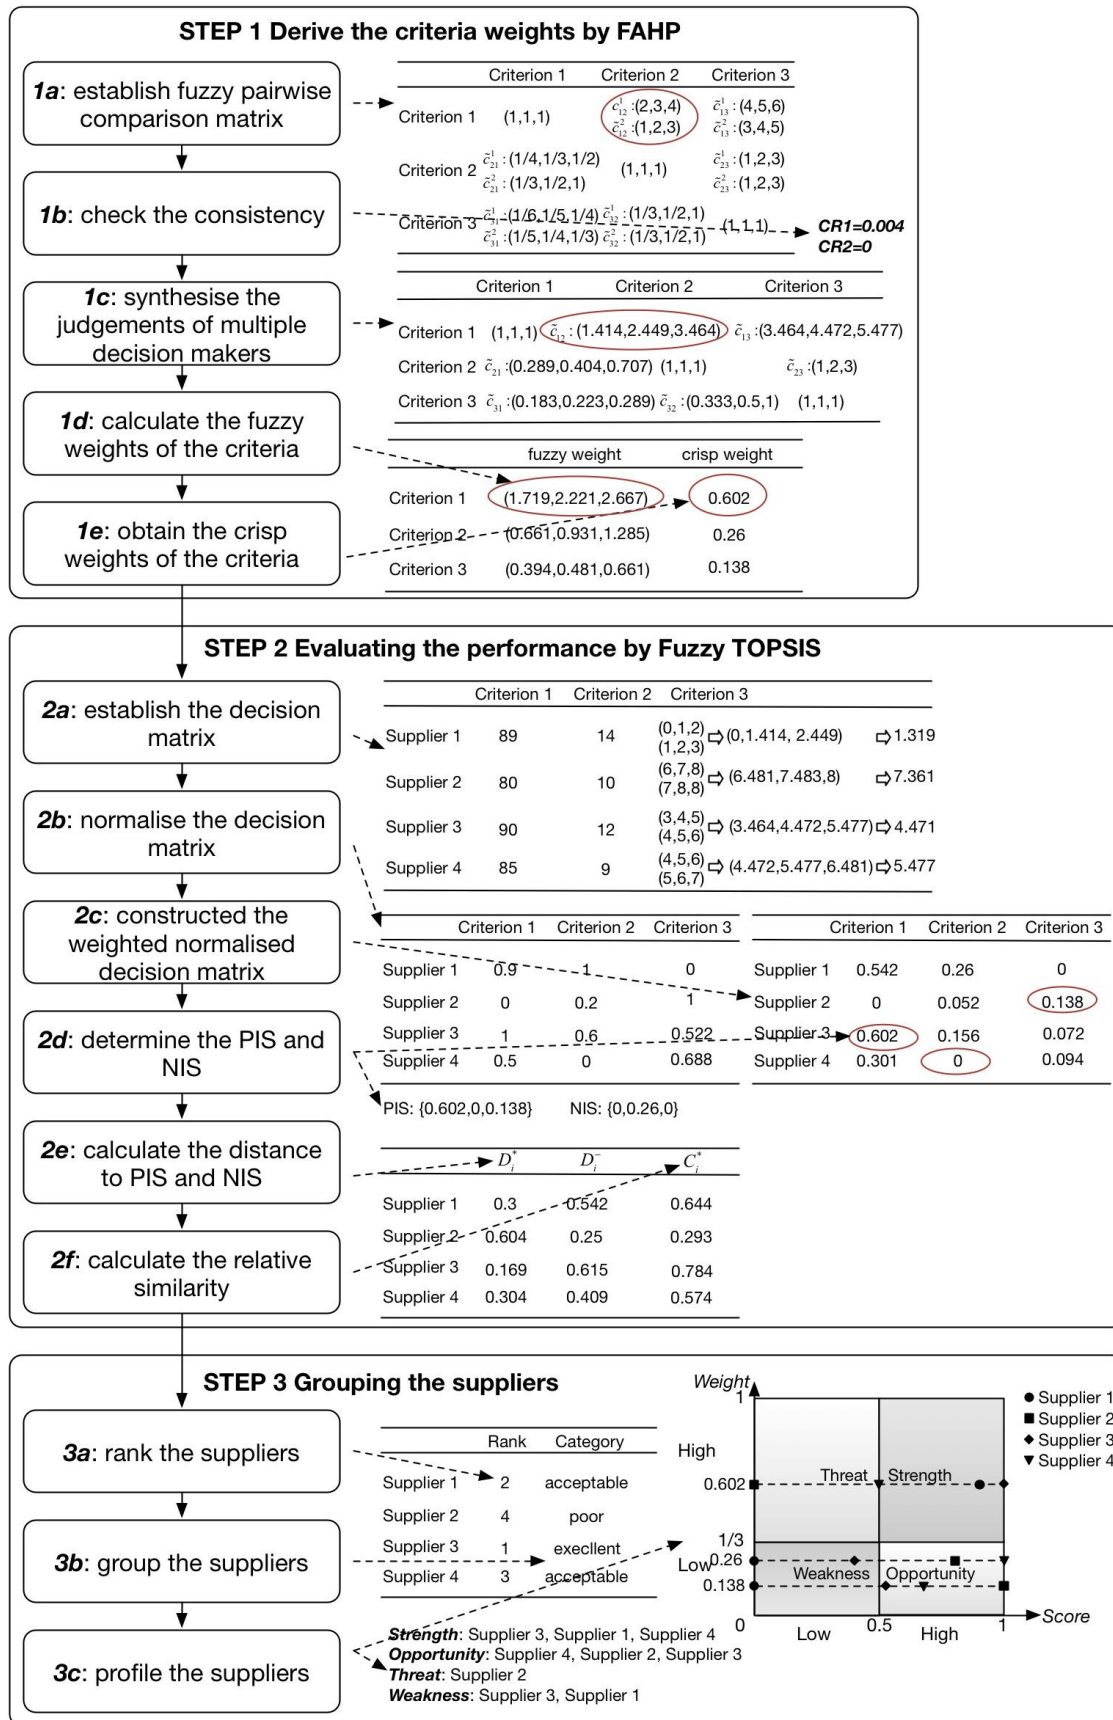 STEP 1 Derive the criteria weights by FAHP
1a: establish fuzzy pairwise
comparison matrix
1b: check the consistency
1c: synthesise the
judgements of multiple
decision makers
1d: calculate the fuzzy
weights of the criteria
1e: obtain the crisp
weights of the criteria
Criterion 1 Criterion 2 Criterion 3
Criterion 1 (1,1,1) c̃¹₁₂:(2,3,4) c̃¹₁₃:(4,5,6)
c̃²₁₂:(1,2,3) c̃²₁₃:(3,4,5)
Criterion 2 c̃¹₂₁:(1/4,1/3,1/2) (1,1,1) c̃¹₂₃:(1,2,3)
c̃²₂₁:(1/3,1/2,1) c̃²₂₃:(1,2,3)
Criterion 3 c̃¹₃₁:(1/6,1/5,1/4) c̃¹₃₂:(1/3,1/2,1) (1,1,1)
c̃²₃₁:(1/5,1/4,1/3) c̃²₃₂:(1/3,1/2,1)
CR1=0.004
CR2=0
Criterion 1 Criterion 2 Criterion 3
Criterion 1 (1,1,1) c̃₁₂:(1.414,2.449,3.464) c̃₁₃:(3.464,4.472,5.477)
Criterion 2 c̃₂₁:(0.289,0.404,0.707) (1,1,1) c̃₂₃:(1,2,3)
Criterion 3 c̃₃₁:(0.183,0.223,0.289) c̃₃₂:(0.333,0.5,1) (1,1,1)
fuzzy weight crisp weight
Criterion 1 (1.719,2.221,2.667) 0.602
Criterion 2 (0.661,0.931,1.285) 0.26
Criterion 3 (0.394,0.481,0.661) 0.138
STEP 2 Evaluating the performance by Fuzzy TOPSIS
2a: establish the decision
matrix
2b: normalise the decision
matrix
2c: constructed the
weighted normalised
decision matrix
2d: determine the PIS and
NIS
2e: calculate the distance
to PIS and NIS
2f: calculate the relative
similarity
Criterion 1 Criterion 2 Criterion 3
Supplier 1 89 14 (0,1,2) (1,2,3) ⇨ (0,1.414, 2.449) ⇨ 1.319
Supplier 2 80 10 (6,7,8) (7,8,8) ⇨ (6.481,7.483,8) ⇨ 7.361
Supplier 3 90 12 (3,4,5) (4,5,6) ⇨ (3.464,4.472,5.477) ⇨ 4.471
Supplier 4 85 9 (4,5,6) (5,6,7) ⇨ (4.472,5.477,6.481) ⇨ 5.477
Criterion 1 Criterion 2 Criterion 3
Supplier 1 0.9 1 0
Supplier 2 0 0.2 1
Supplier 3 1 0.6 0.522
Supplier 4 0.5 0 0.688
Criterion 1 Criterion 2 Criterion 3
Supplier 1 0.542 0.26 0
Supplier 2 0 0.052 0.138
Supplier 3 0.602 0.156 0.072
Supplier 4 0.301 0 0.094
PIS: {0.602,0,0.138} NIS: {0,0.26,0}
Dᵢ* Dᵢ⁻ Cᵢ*
Supplier 1 0.3 0.542 0.644
Supplier 2 0.604 0.25 0.293
Supplier 3 0.169 0.615 0.784
Supplier 4 0.304 0.409 0.574
STEP 3 Grouping the suppliers
3a: rank the suppliers
3b: group the suppliers
3c: profile the suppliers
Rank Category
Supplier 1 2 acceptable
Supplier 2 4 poor
Supplier 3 1 execllent
Supplier 4 3 acceptable
Strength: Supplier 3, Supplier 1, Supplier 4
Opportunity: Supplier 4, Supplier 2, Supplier 3
Threat: Supplier 2
Weakness: Supplier 3, Supplier 1
Weight
1
High
0.602
1/3
Low
0.26
0.138
0
Threat Strength
Weakness Opportunity
0.5 1
Low High
Score
Supplier 1
Supplier 2
Supplier 3
Supplier 4